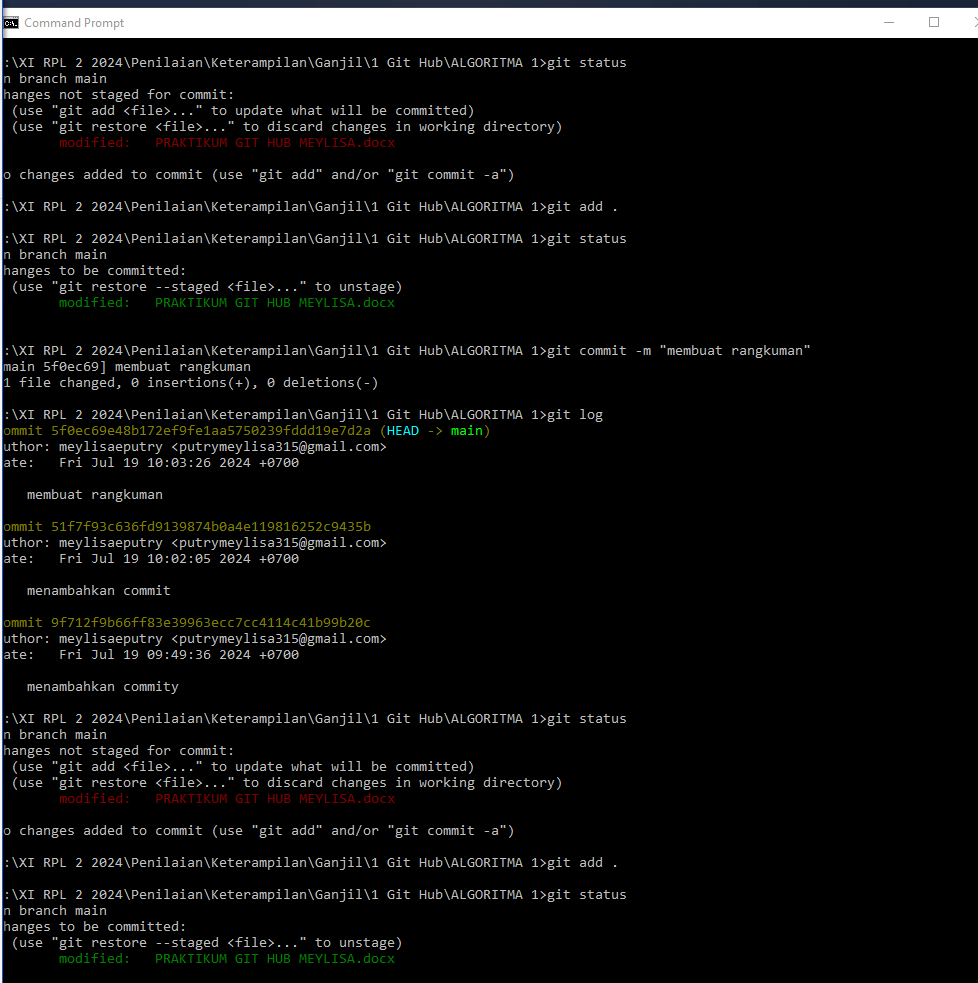 Command Prompt
:\XI RPL 2 2024\Penilaian\Keterampilan\Ganjil\1 Git Hub\ALGORITMA 1>git status
n branch main
hanges not staged for commit:
(use "git add <file>..." to update what will be committed)
(use "git restore <file>..." to discard changes in working directory)
modified:   PRAKTIKUM GIT HUB MEYLISA.docx
o changes added to commit (use "git add" and/or "git commit -a")
:\XI RPL 2 2024\Penilaian\Keterampilan\Ganjil\1 Git Hub\ALGORITMA 1>git add .
:\XI RPL 2 2024\Penilaian\Keterampilan\Ganjil\1 Git Hub\ALGORITMA 1>git status
n branch main
hanges to be committed:
(use "git restore --staged <file>..." to unstage)
modified:   PRAKTIKUM GIT HUB MEYLISA.docx
:\XI RPL 2 2024\Penilaian\Keterampilan\Ganjil\1 Git Hub\ALGORITMA 1>git commit -m "membuat rangkuman"
main 5f0ec69] membuat rangkuman
1 file changed, 0 insertions(+), 0 deletions(-)
:\XI RPL 2 2024\Penilaian\Keterampilan\Ganjil\1 Git Hub\ALGORITMA 1>git log
ommit 5f0ec69e48b172ef9fe1aa5750239fddd19e7d2a (HEAD -> main)
uthor: meylisaeputry <putrymeylisa315@gmail.com>
ate:   Fri Jul 19 10:03:26 2024 +0700
membuat rangkuman
ommit 51f7f93c636fd9139874b0a4e119816252c9435b
uthor: meylisaeputry <putrymeylisa315@gmail.com>
ate:   Fri Jul 19 10:02:05 2024 +0700
menambahkan commit
ommit 9f712f9b66ff83e39963ecc7cc4114c41b99b20c
uthor: meylisaeputry <putrymeylisa315@gmail.com>
ate:   Fri Jul 19 09:49:36 2024 +0700
menambahkan commity
:\XI RPL 2 2024\Penilaian\Keterampilan\Ganjil\1 Git Hub\ALGORITMA 1>git status
n branch main
hanges not staged for commit:
(use "git add <file>..." to update what will be committed)
(use "git restore <file>..." to discard changes in working directory)
modified:   PRAKTIKUM GIT HUB MEYLISA.docx
o changes added to commit (use "git add" and/or "git commit -a")
:\XI RPL 2 2024\Penilaian\Keterampilan\Ganjil\1 Git Hub\ALGORITMA 1>git add .
:\XI RPL 2 2024\Penilaian\Keterampilan\Ganjil\1 Git Hub\ALGORITMA 1>git status
n branch main
hanges to be committed:
(use "git restore --staged <file>..." to unstage)
modified:   PRAKTIKUM GIT HUB MEYLISA.docx